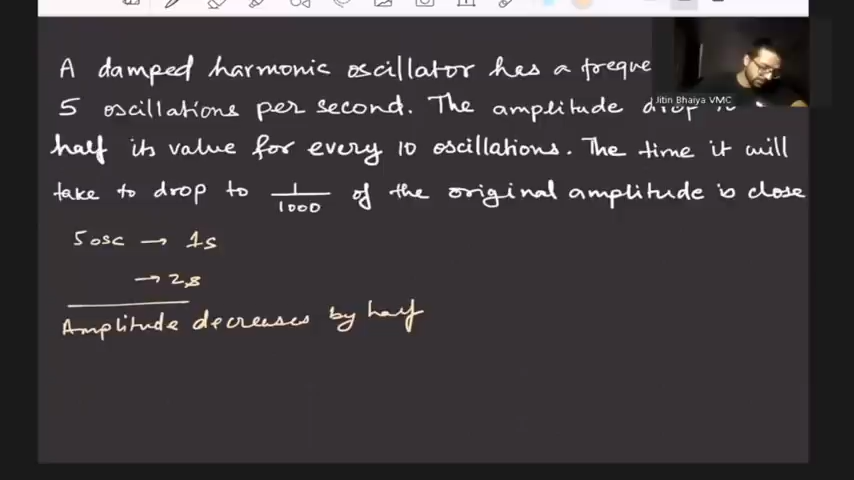 A damped harmonic oscillator has a freque
5 oscillations per second. The amplitude drop
half its value for every 10 oscillations. The time it will
take to drop to 1/1000 of the original amplitude is close
5 osc → 1s
→ 2s
Amplitude decreases by half
Jitin Bhaiya VMC